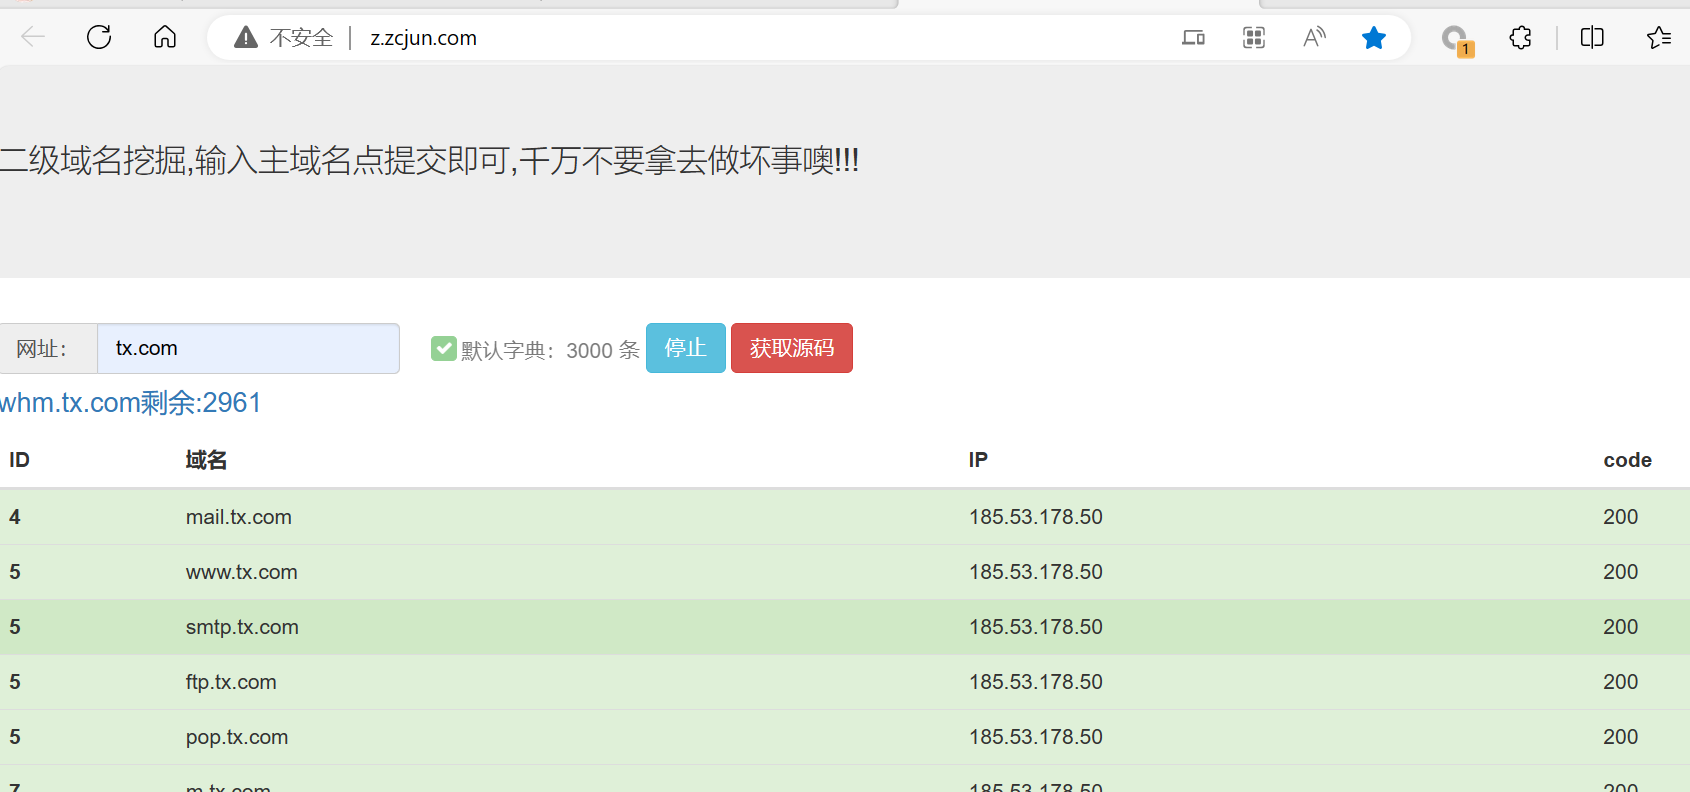 不安全 z.zcjun.com
1
二级域名挖掘,输入主域名点提交即可,千万不要拿去做坏事噢!!!
网址： tx.com 默认字典：3000 条 停止 获取源码
whm.tx.com剩余:2961
ID 域名 IP code
4 mail.tx.com 185.53.178.50 200
5 www.tx.com 185.53.178.50 200
5 smtp.tx.com 185.53.178.50 200
5 ftp.tx.com 185.53.178.50 200
5 pop.tx.com 185.53.178.50 200
7 m.tx.com 185.53.178.50 200